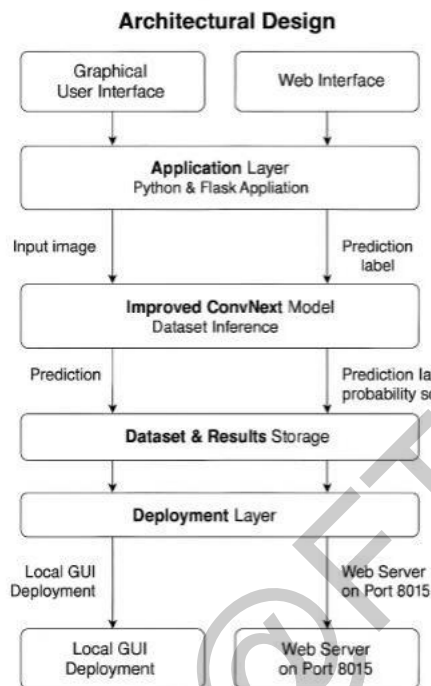 Architectural Design
Graphical
User Interface
Web Interface
Application Layer
Python & Flask Appliation
Input image
Prediction
label
Improved ConvNext Model
Dataset Inference
Prediction
Prediction la
probability s
Dataset & Results Storage
Deployment Layer
Local GUI
Deployment
Web Server
on Port 8015
Local GUI
Deployment
Web Server
on Port 8015
@FT